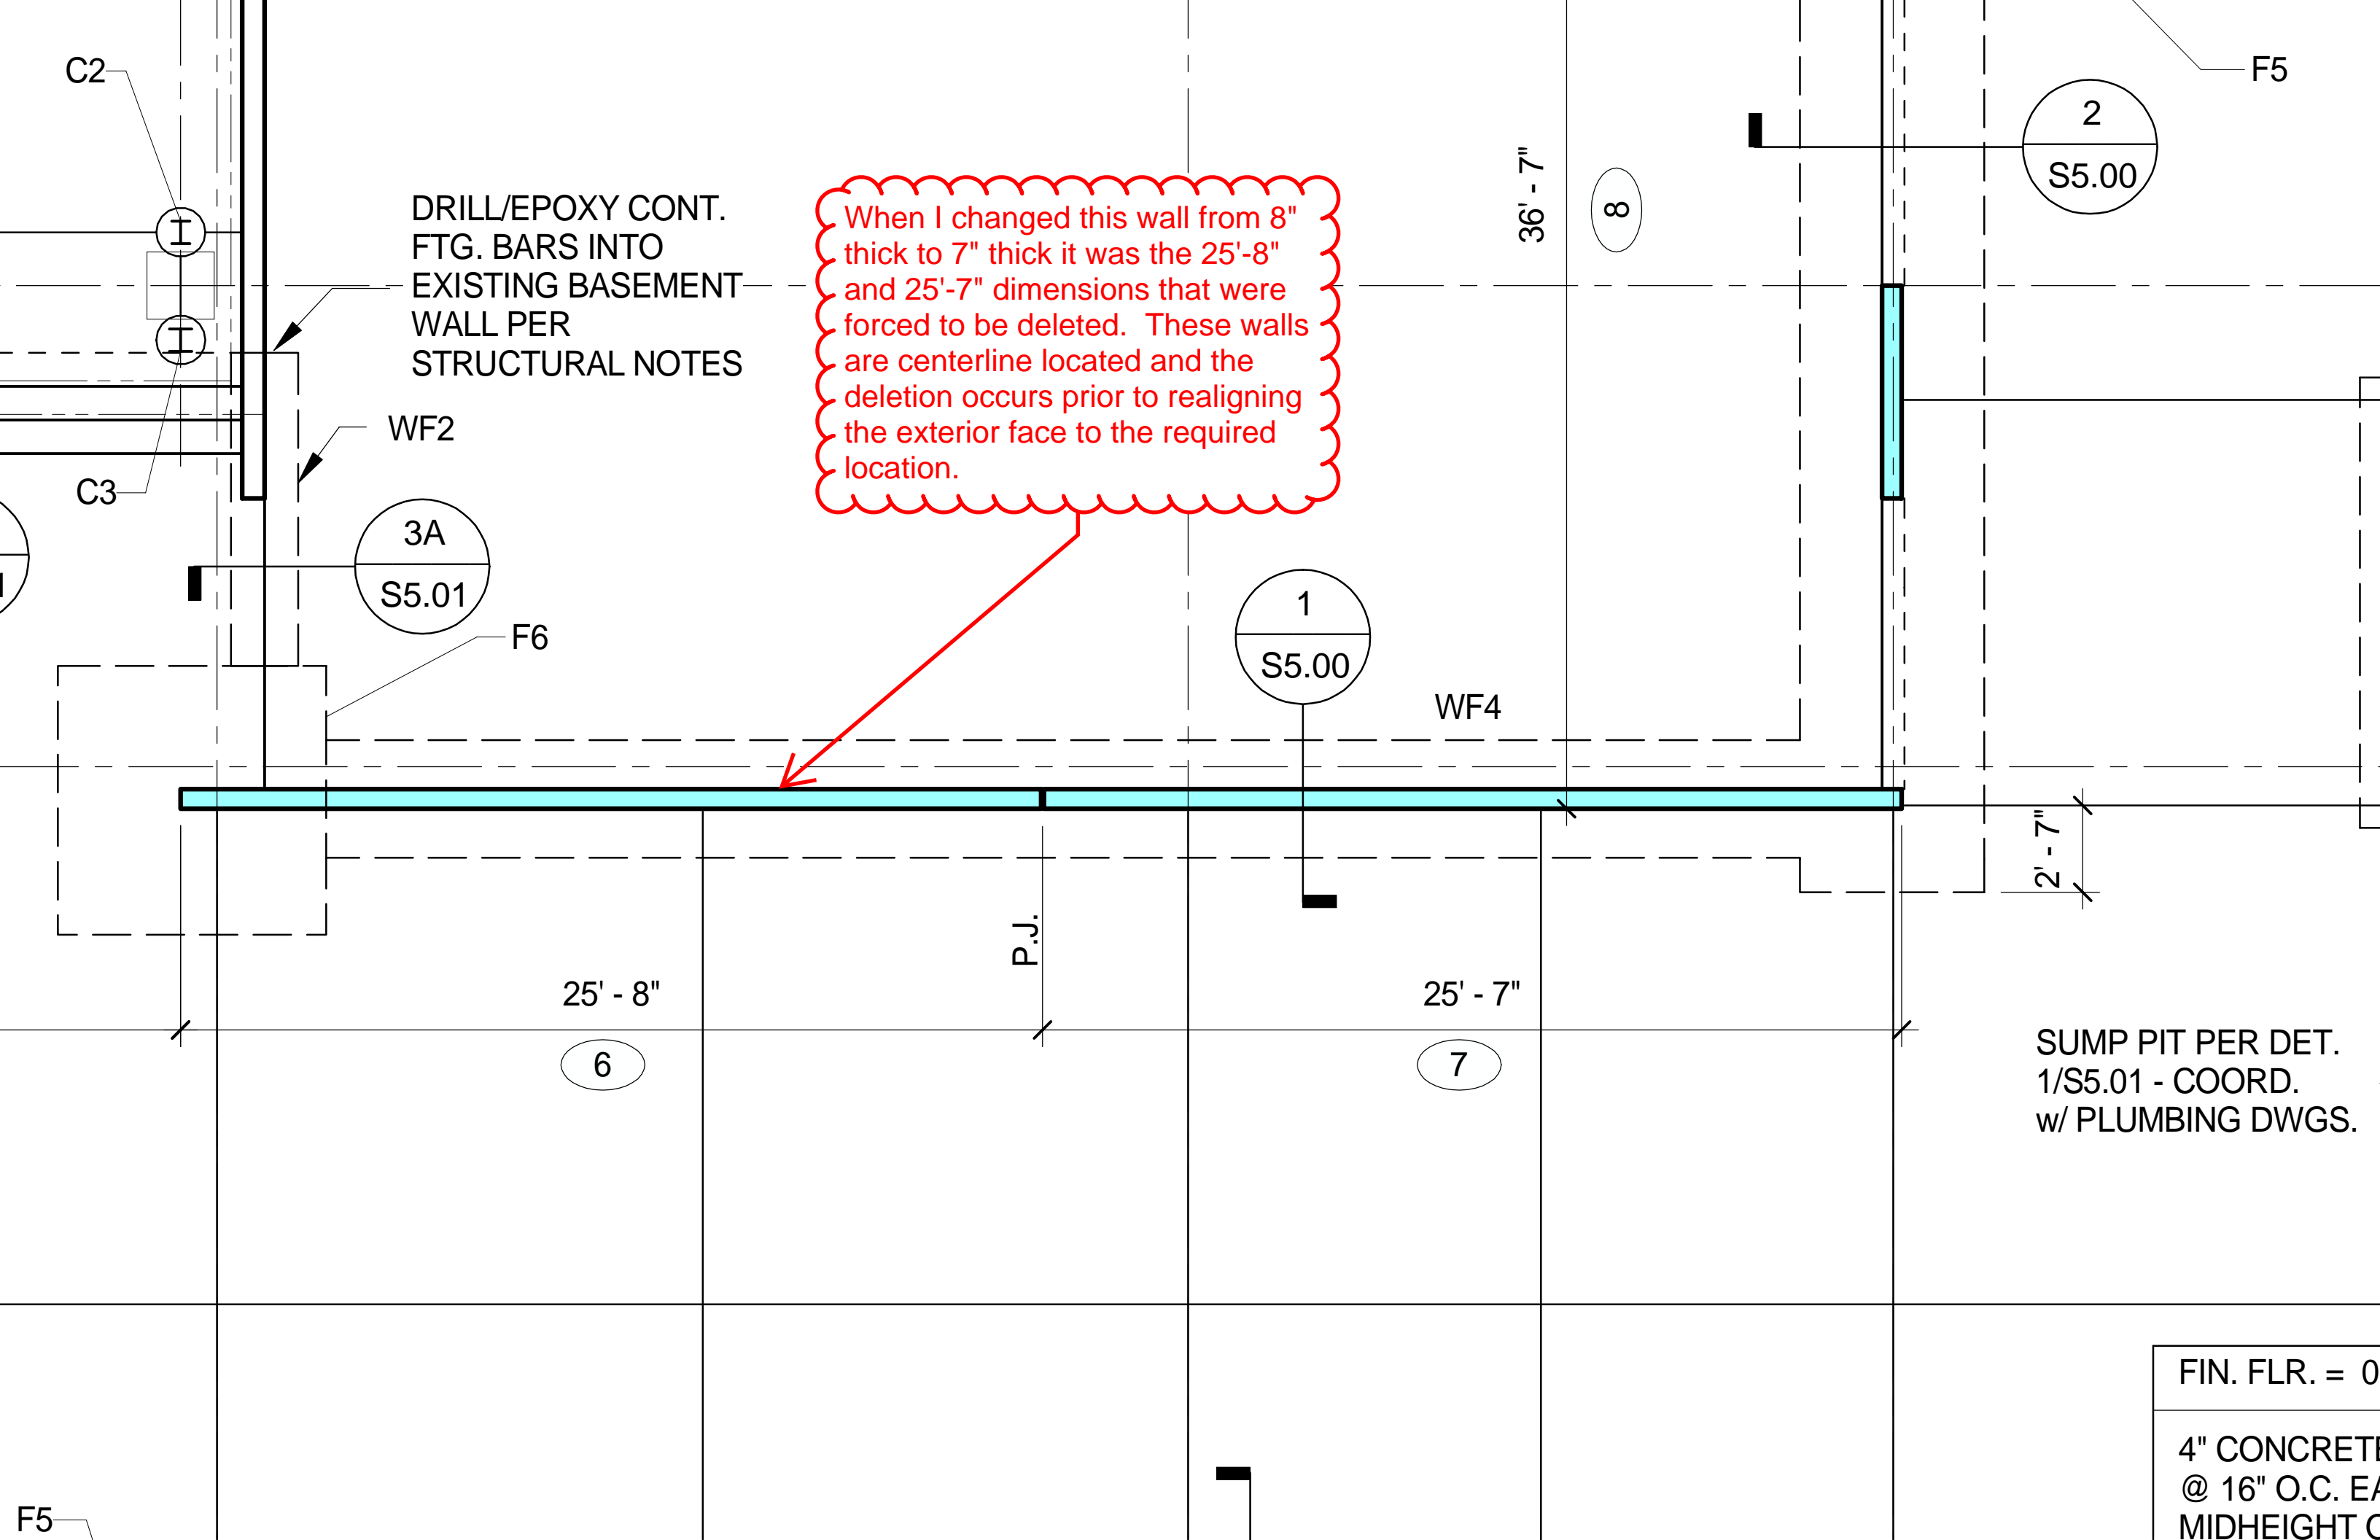 C2
F5
2
S5.00
DRILL/EPOXY CONT.
FTG. BARS INTO
EXISTING BASEMENT
WALL PER
STRUCTURAL NOTES
When I changed this wall from 8"
thick to 7" thick it was the 25'-8"
and 25'-7" dimensions that were
forced to be deleted.  These walls
are centerline located and the
deletion occurs prior to realigning
the exterior face to the required
location.
36' - 7"
8
WF2
C3
3A
S5.01
F6
1
S5.00
WF4
2' - 7"
P.J.
25' - 8"
25' - 7"
6
7
SUMP PIT PER DET.
1/S5.01 - COORD.
w/ PLUMBING DWGS.
FIN. FLR. = 0
4" CONCRETE
@ 16" O.C. EA
MIDHEIGHT
F5